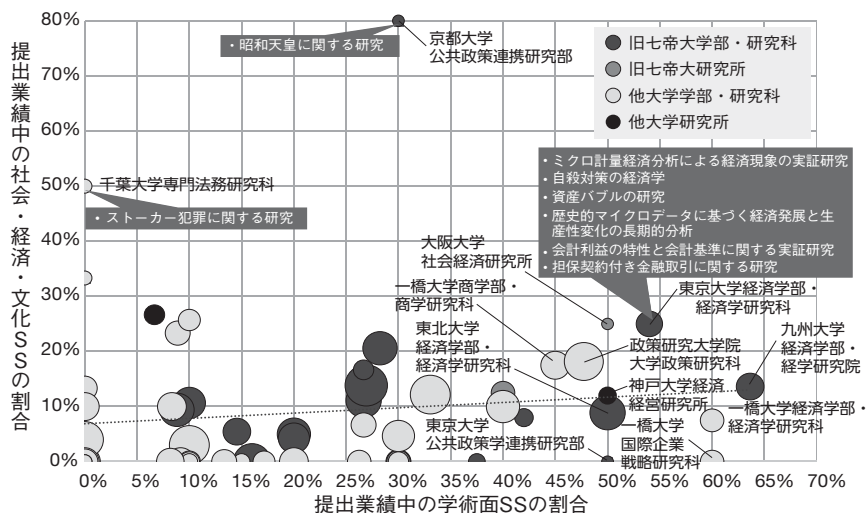 提出業績中の社会・経済・文化SSの割合
80%
70%
60%
50%
40%
30%
20%
10%
0%
・昭和天皇に関する研究
京都大学
公共政策連携研究部
旧七帝大学部・研究科
旧七帝大研究所
他大学学部・研究科
他大学研究所
千葉大学専門法務研究科
・ストーカー犯罪に関する研究
・ミクロ計量経済分析による経済現象の実証研究
・自殺対策の経済学
・資産バブルの研究
・歴史的マイクロデータに基づく経済発展と生
産性変化の長期的分析
・会計利益の特性と会計基準に関する実証研究
・担保契約付き金融取引に関する研究
大阪大学
社会経済研究所
一橋大学商学部・
商学研究科
東北大学
経済学部・
経済学研究科
東京大学経済学部・
経済学研究科
政策研究大学院
大学政策研究科
九州大学
経済学部・
経済学研究院
神戸大学経済
経営研究所
一橋大学経済学部・
経済学研究科
東京大学
公共政策学連携研究部
一橋大学
国際企業
戦略研究科
0%
5%
10%
15%
20%
25%
30%
35%
40%
45%
50%
55%
60%
65%
70%
提出業績中の学術面SSの割合